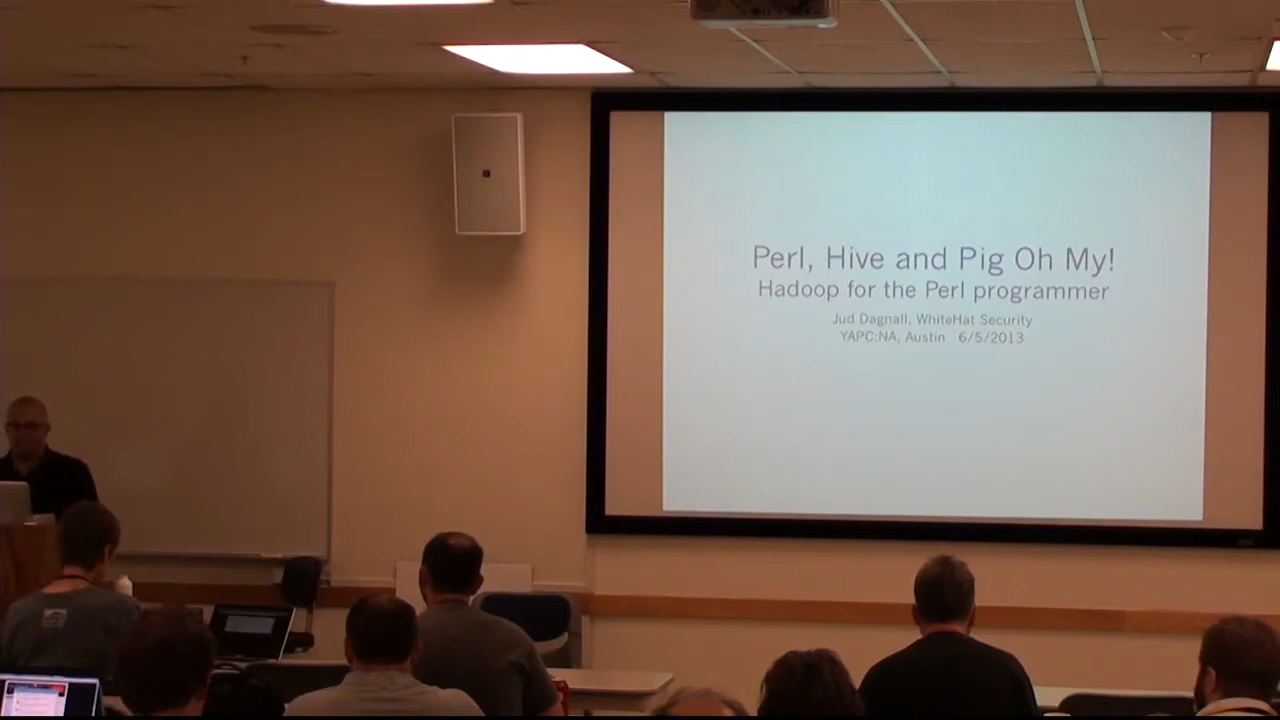 Perl, Hive and Pig Oh My!
Hadoop for the Perl programmer
Jud Dagnall, WhiteHat Security
YAPC:NA, Austin 6/5/2013